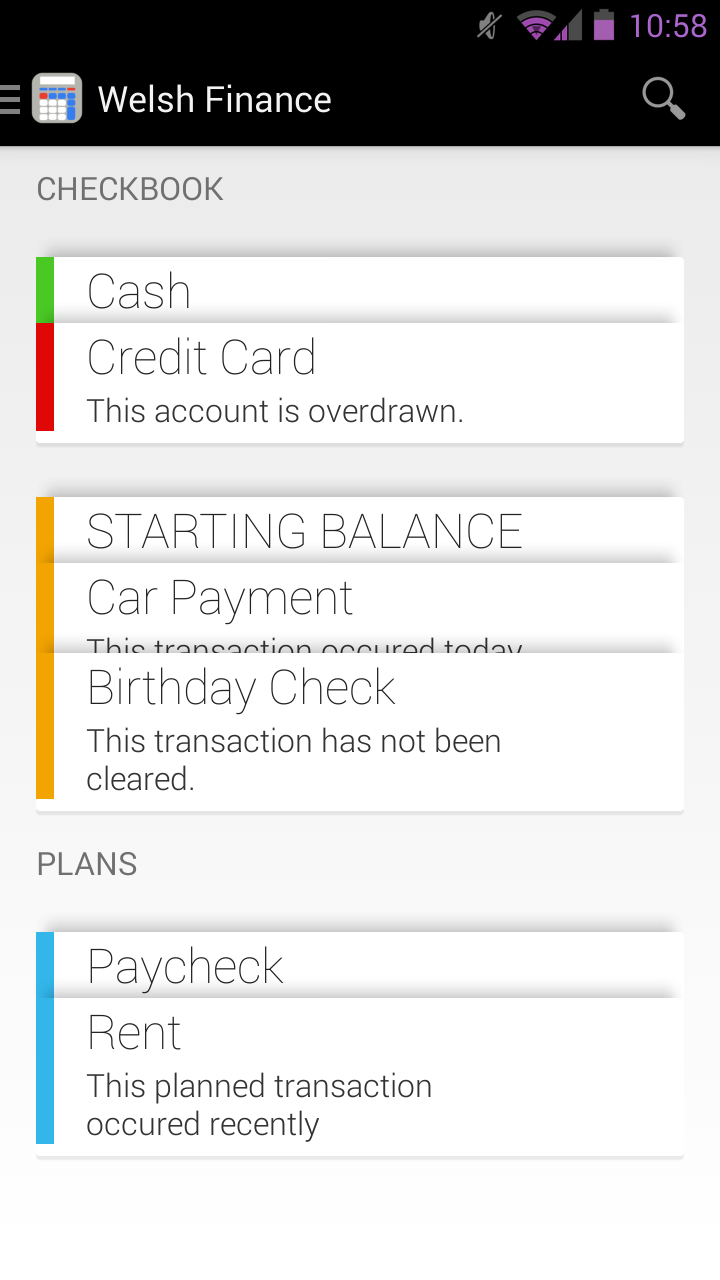 10:58
Welsh Finance
CHECKBOOK
Cash
Credit Card
This account is overdrawn.
STARTING BALANCE
Car Payment
This transaction occured today
Birthday Check
This transaction has not been
cleared.
PLANS
Paycheck
Rent
This planned transaction
occured recently